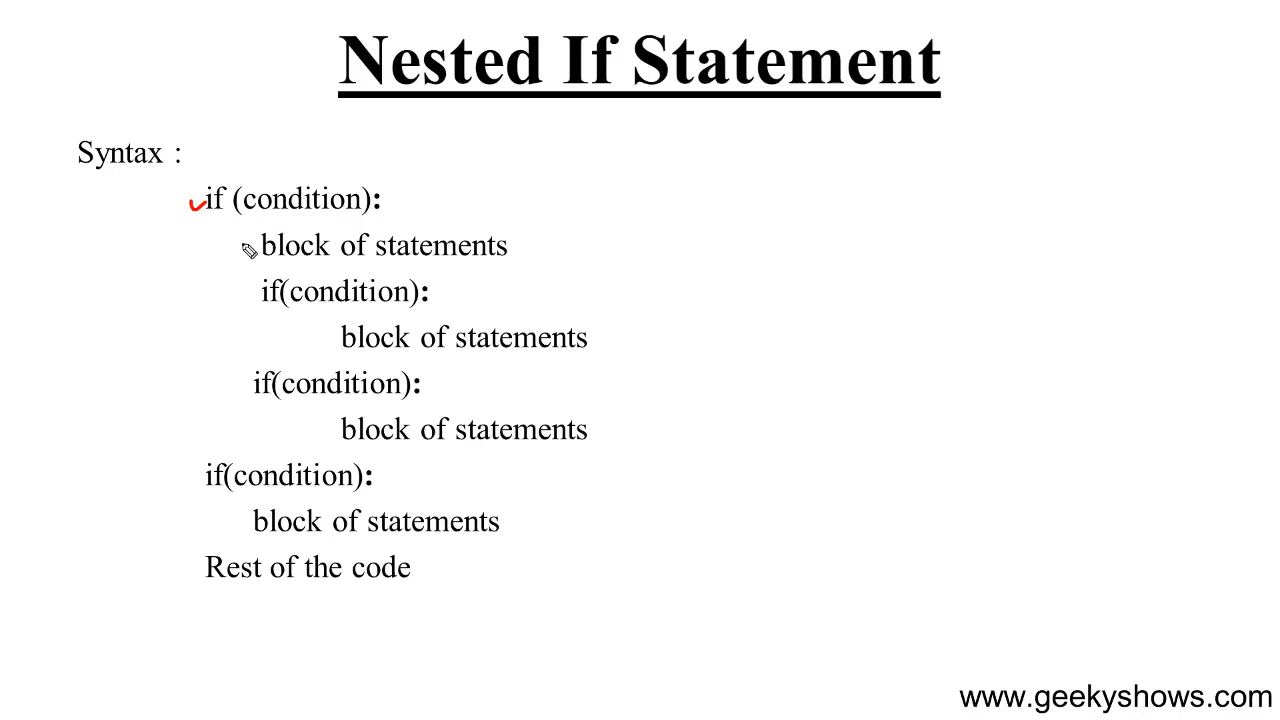 Nested If Statement
Syntax :
if (condition):
block of statements
if(condition):
block of statements
if(condition):
block of statements
if(condition):
block of statements
Rest of the code
www.geekyshows.com